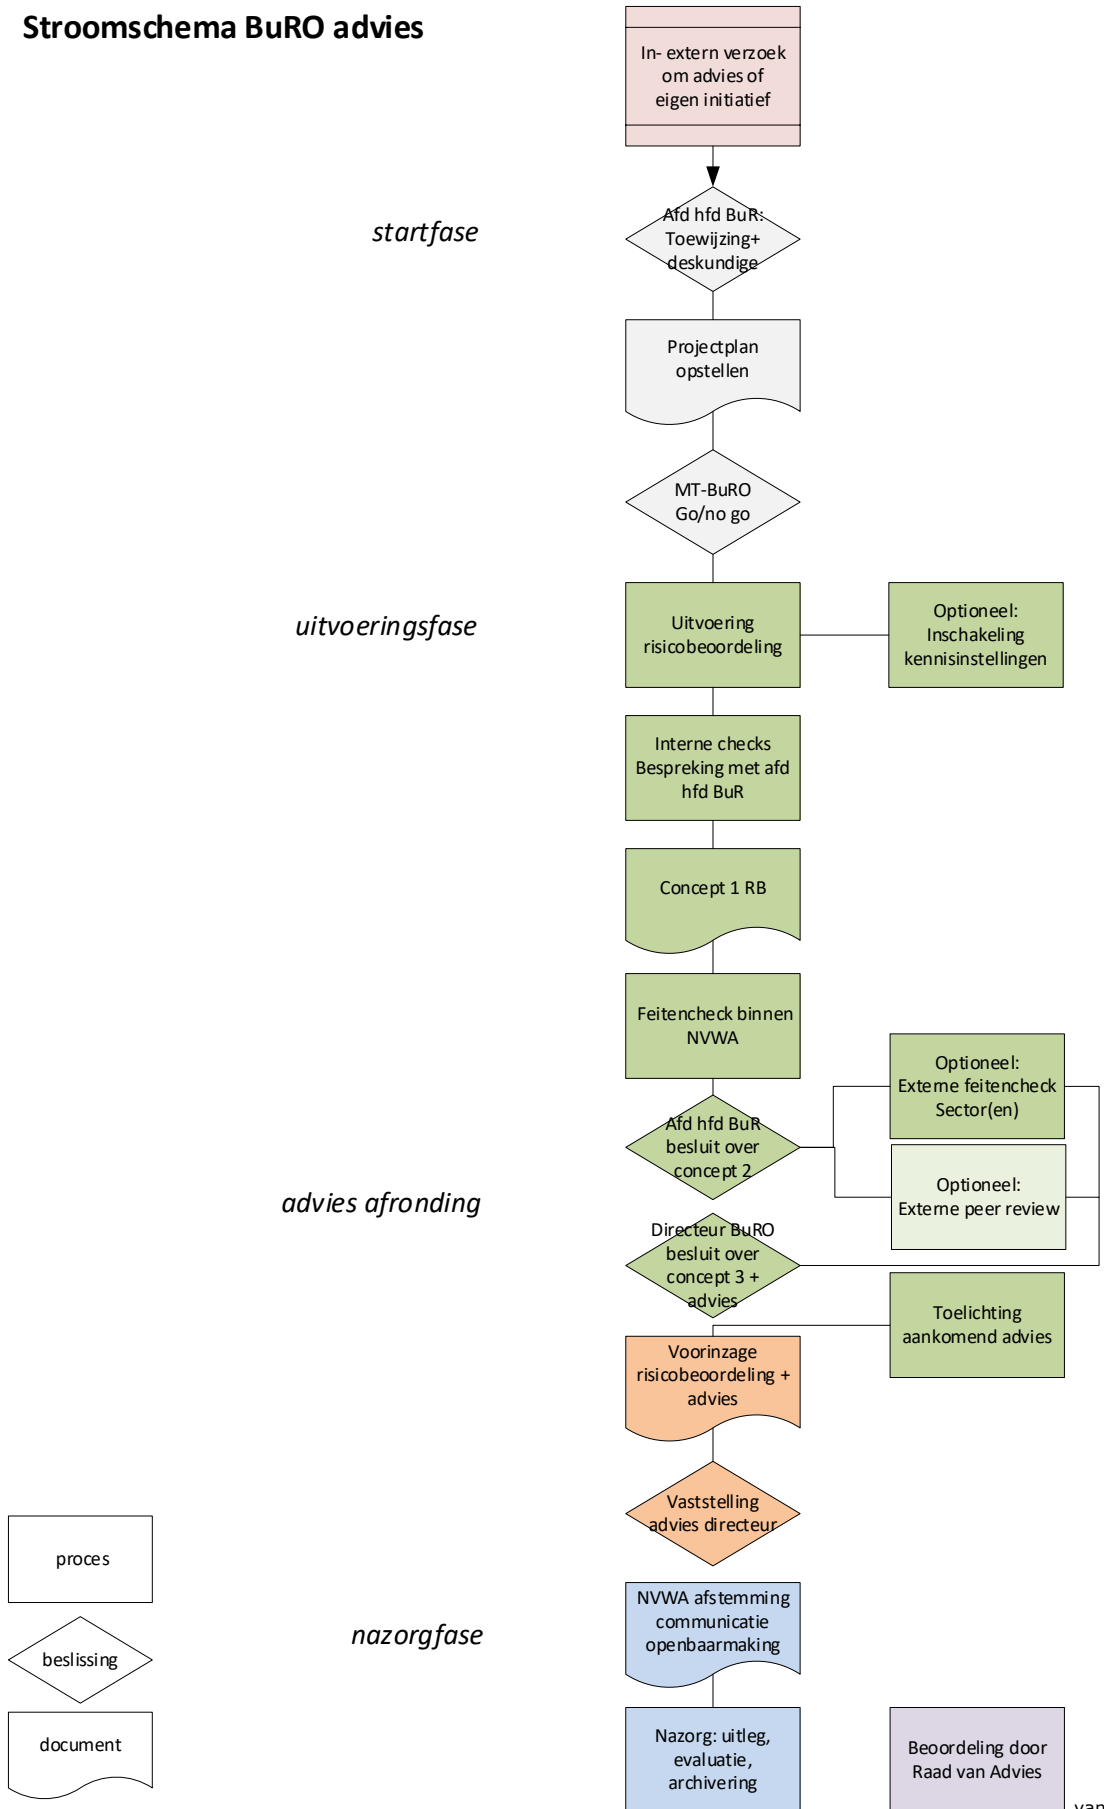 Stroomschema BuRO advies
In- extern verzoek
om advies of
eigen initiatief
startfase
Afd hfd BuR:
Toewijzing+
deskundige
Projectplan
opstellen
MT-BuRO
Go/no go
uitvoeringsfase
Uitvoering
risicobeoordeling
Optioneel:
Inschakeling
kennisinstellingen
Interne checks
Bespreking met afd
hfd BuR
Concept 1 RB
Feitencheck binnen
NVWA
Optioneel:
Externe feitencheck
Sector(en)
Afd hfd BuR
besluit over
concept 2
Optioneel:
Externe peer review
advies afronding
Directeur BuRO
besluit over
concept 3 +
advies
Toelichting
aankomend advies
Voorinzage
risicobeoordeling +
advies
Vaststelling
advies directeur
proces
beslissing
document
nazorgfase
NVWA afstemming
communicatie
openbaarmaking
Nazorg: uitleg,
evaluatie,
archivering
Beoordeling door
Raad van Advies
van